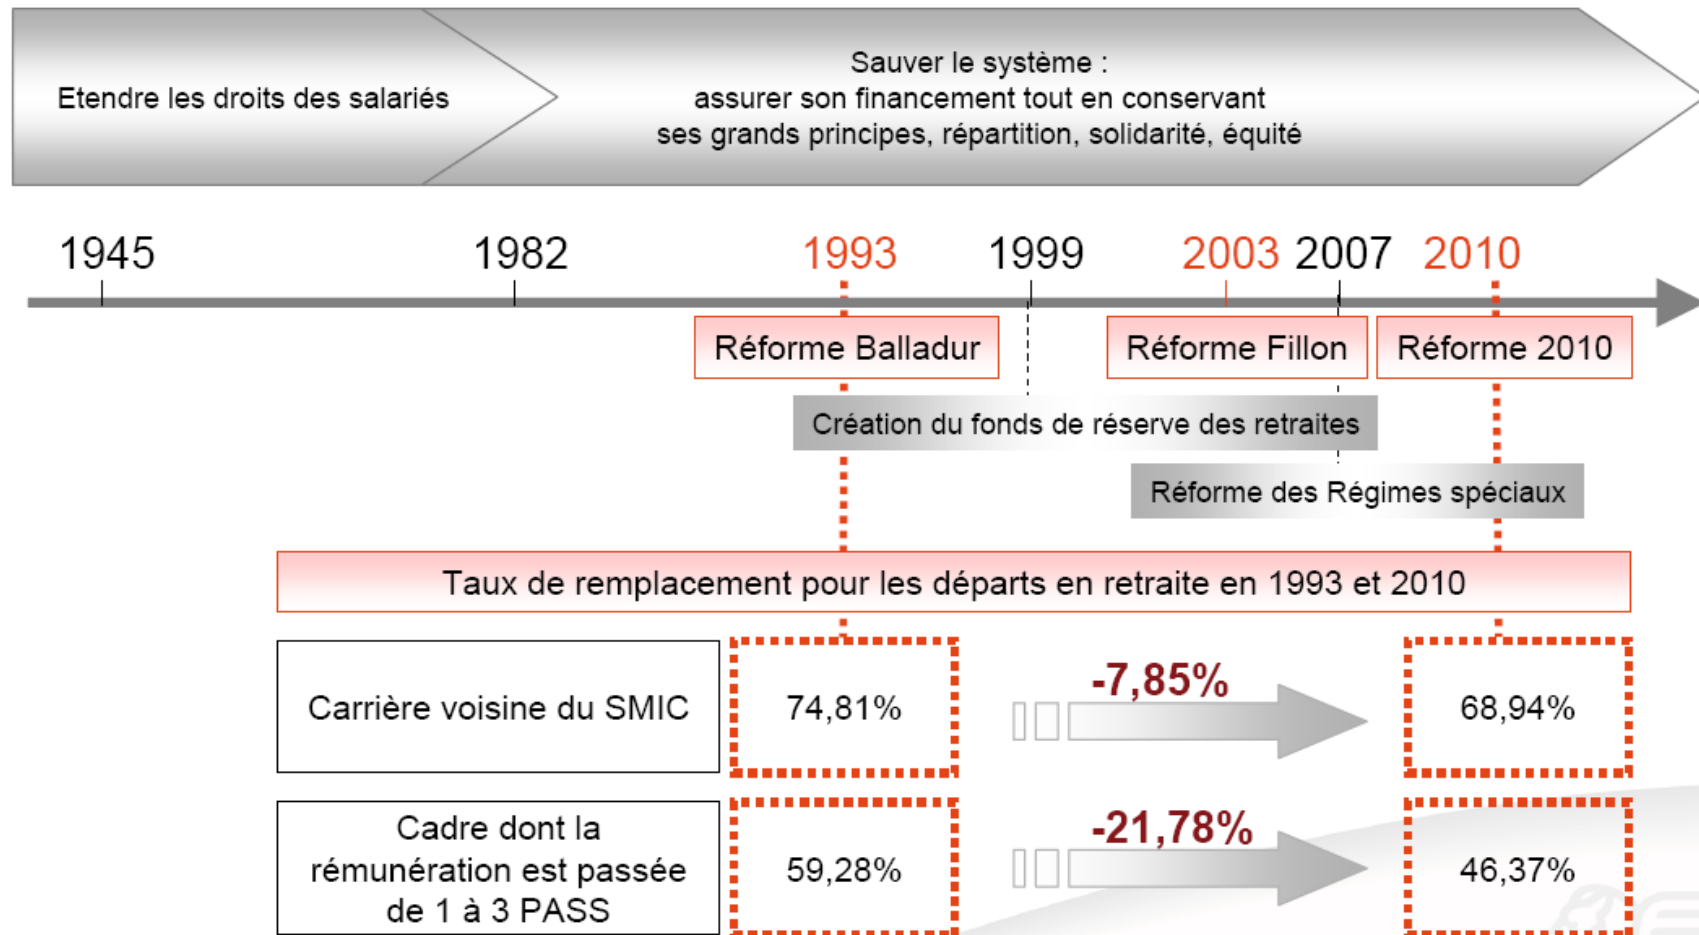 Etendre les droits des salariés
Sauver le système :
assurer son financement tout en conservant
ses grands principes, répartition, solidarité, équité
1945 1982 1993 1999 2003 2007 2010
Réforme Balladur Réforme Fillon Réforme 2010
Création du fonds de réserve des retraites
Réforme des Régimes spéciaux
Taux de remplacement pour les départs en retraite en 1993 et 2010
Carrière voisine du SMIC 74,81% -7,85% 68,94%
Cadre dont la
rémunération est passée
de 1 à 3 PASS
59,28% -21,78% 46,37%